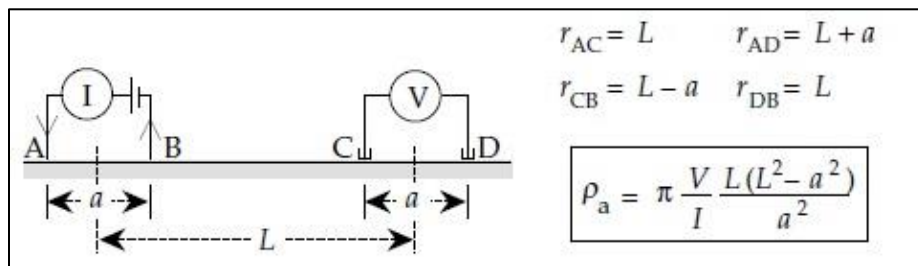 I V
A B C D
a a
L
r_AC = L r_AD = L + a
r_CB = L − a r_DB = L
ρ_a = π V/I L(L² − a²)/a²